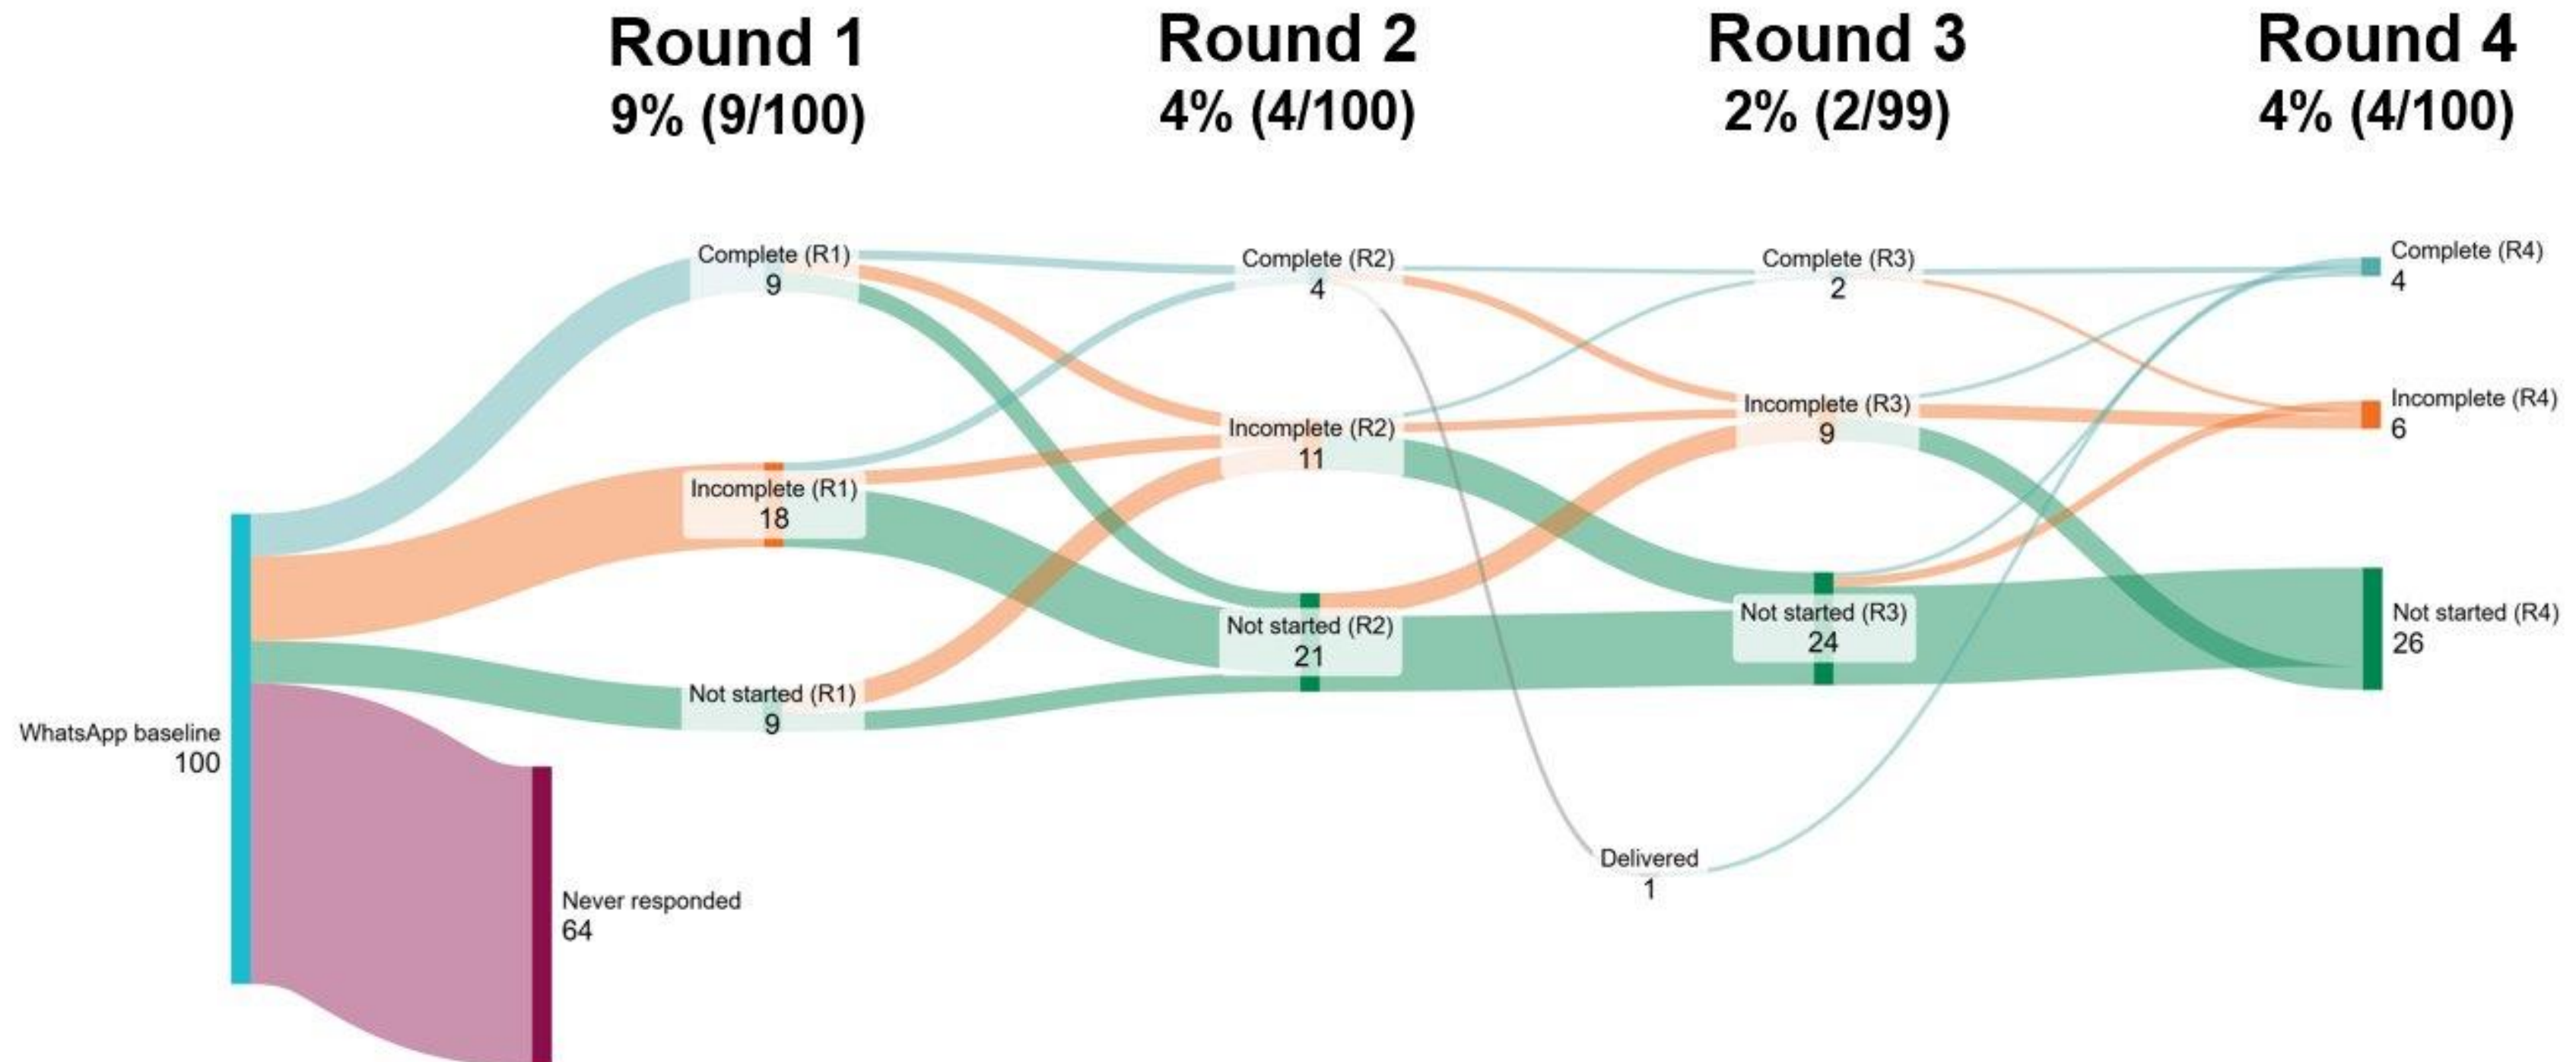 Round 1
9% (9/100)
Round 2
4% (4/100)
Round 3
2% (2/99)
Round 4
4% (4/100)
WhatsApp baseline
100
Never responded
64
Complete (R1)
9
Incomplete (R1)
18
Not started (R1)
9
Complete (R2)
4
Incomplete (R2)
11
Not started (R2)
21
Delivered
1
Complete (R3)
2
Incomplete (R3)
9
Not started (R3)
24
Complete (R4)
4
Incomplete (R4)
6
Not started (R4)
26